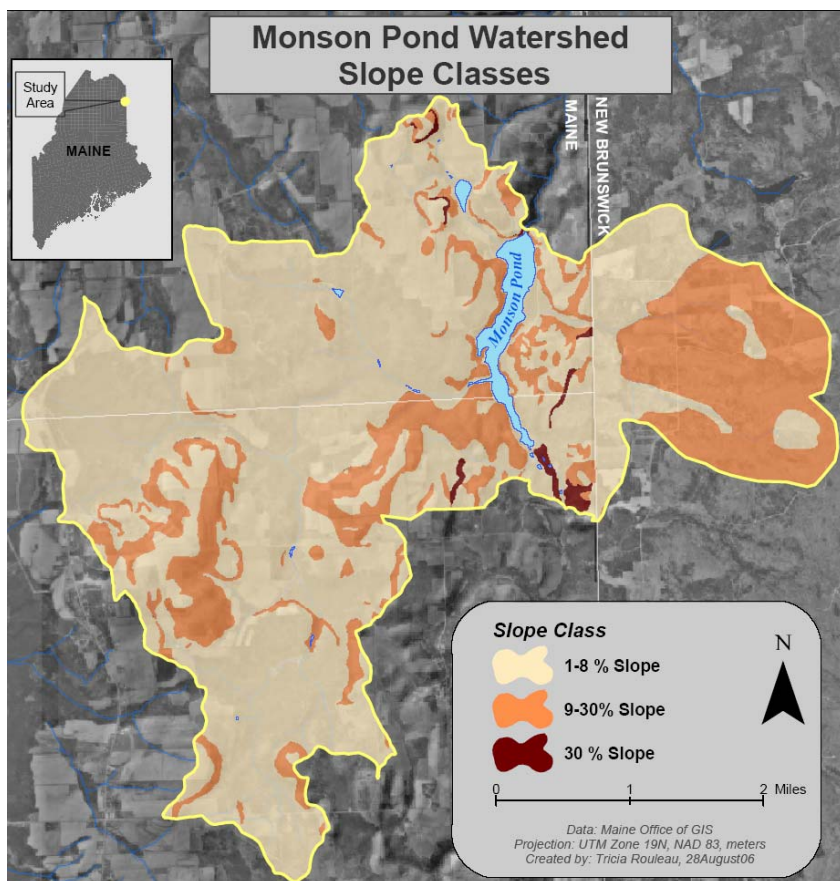 Monson Pond Watershed
Slope Classes
Study
Area
MAINE
MAINE
NEW BRUNSWICK
Monson Pond
Slope Class
1-8 % Slope
9-30% Slope
30 % Slope
N
0 1 2 Miles
Data: Maine Office of GIS
Projection: UTM Zone 19N, NAD 83, meters
Created by: Tricia Rouleau, 28August06